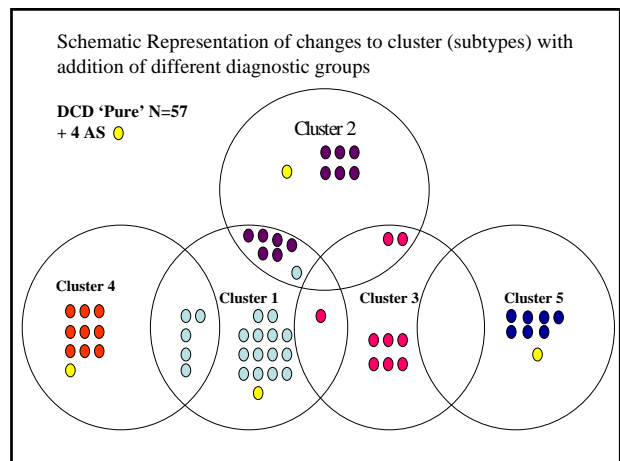 Schematic Representation of changes to cluster (subtypes) with
addition of different diagnostic groups
DCD ‘Pure’ N=57
+ 4 AS
Cluster 2
Cluster 4
Cluster 1
Cluster 3
Cluster 5